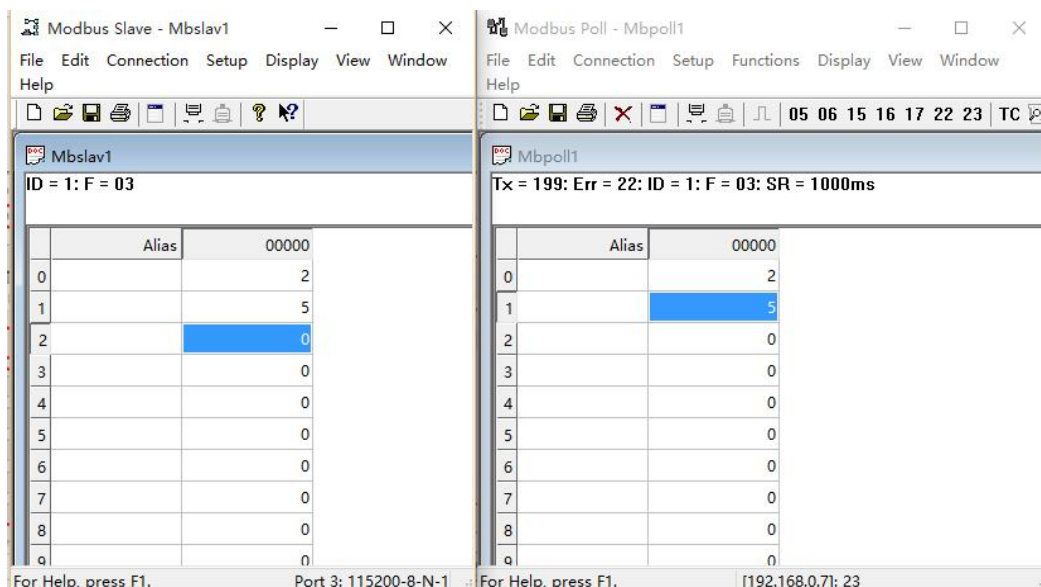 Modbus Slave - Mbslav1
File Edit Connection Setup Display View Window
Help
Mbslav1
ID = 1: F = 03
Alias 00000
0 2
1 5
2 0
3 0
4 0
5 0
6 0
7 0
8 0
9 0
For Help, press F1. Port 3: 115200-8-N-1
Modbus Poll - Mbpoll1
File Edit Connection Setup Functions Display View Window
Help
05 06 15 16 17 22 23 TC
Mbpoll1
Tx = 199: Err = 22: ID = 1: F = 03: SR = 1000ms
Alias 00000
0 2
1 5
2 0
3 0
4 0
5 0
6 0
7 0
8 0
9 0
For Help, press F1. [192.168.0.7]: 23